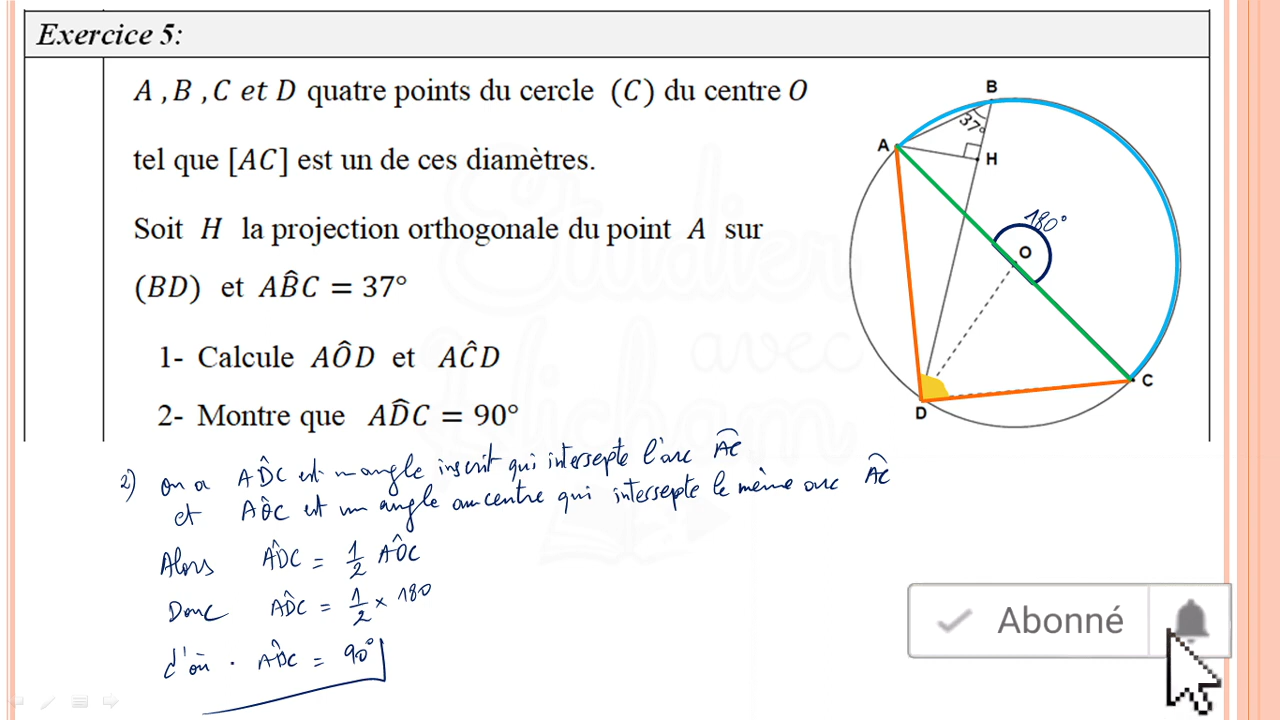 Exercice 5:
A , B , C et D quatre points du cercle (C) du centre O
tel que [AC] est un de ces diamètres.
Soit H la projection orthogonale du point A sur
(BD) et AB̂C = 37°
1- Calcule AÔD et AĈD
2- Montre que AD̂C = 90°
B
37°
A
H
180°
O
C
D
2) on a AD̂C est un angle inscrit qui intersepte l'arc A͡C
et AÔC est un angle au centre qui intersepte le même arc A͡C
Alors AD̂C = 1/2 AÔC
Donc AD̂C = 1/2 × 180
d'où . AD̂C = 90°
Etudier
avec
Hicham
Abonné